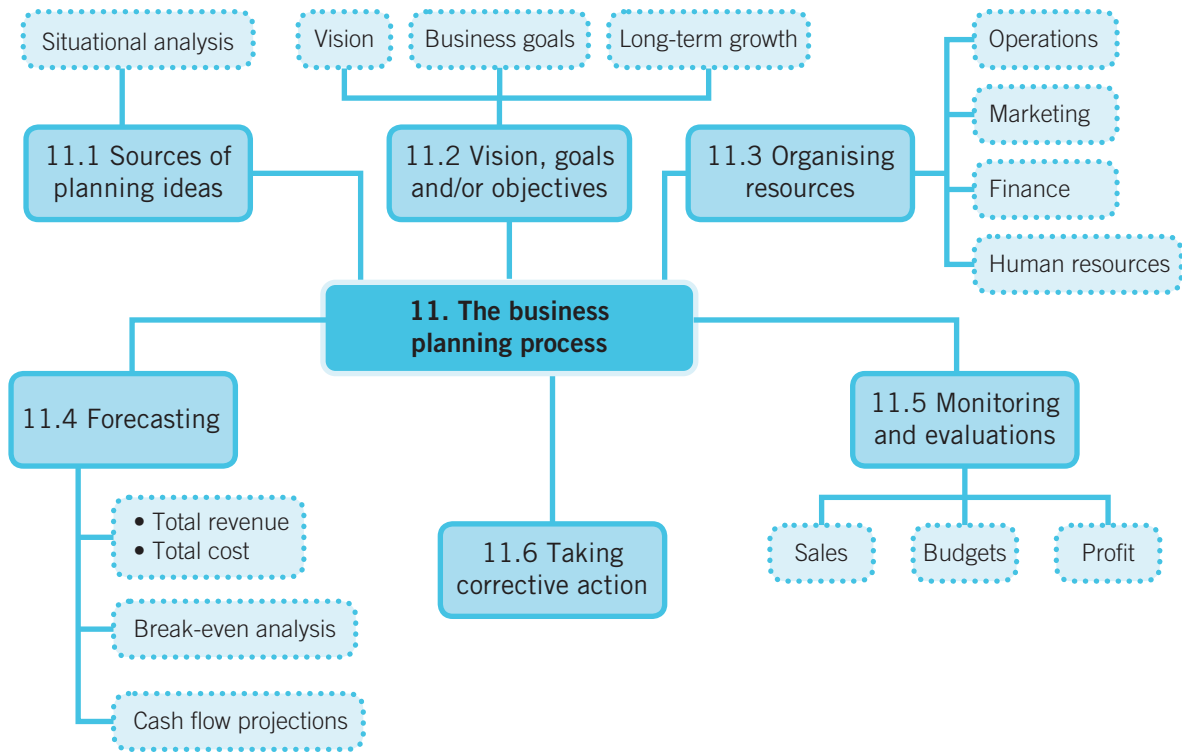 Situational analysis
Vision
Business goals
Long-term growth
Operations
Marketing
Finance
Human resources
11.1 Sources of
planning ideas
11.2 Vision, goals
and/or objectives
11.3 Organising
resources
11. The business
planning process
11.4 Forecasting
• Total revenue
• Total cost
Break-even analysis
Cash flow projections
11.6 Taking
corrective action
11.5 Monitoring
and evaluations
Sales
Budgets
Profit